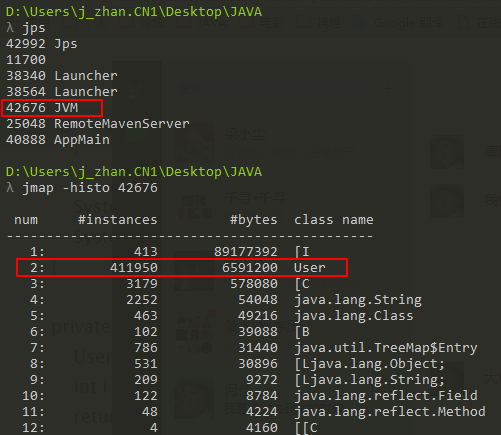 D:\Users\j_zhan.CN1\Desktop\JAVA
λ jps
42992 Jps
11700
38340 Launcher
38564 Launcher
42676 JVM
25048 RemoteMavenServer
40888 AppMain
D:\Users\j_zhan.CN1\Desktop\JAVA
λ jmap -histo 42676
num #instances #bytes class name
----------------------------------------------
1: 413 89177392 [I
2: 411950 6591200 User
3: 3179 578080 [C
4: 2252 54048 java.lang.String
5: 463 49216 java.lang.Class
6: 102 39088 [B
7: 786 31440 java.util.TreeMap$Entry
8: 531 30896 [Ljava.lang.Object;
9: 209 9272 [Ljava.lang.String;
10: 122 8784 java.lang.reflect.Field
11: 48 4224 java.lang.reflect.Method
12: 4 4160 [[C